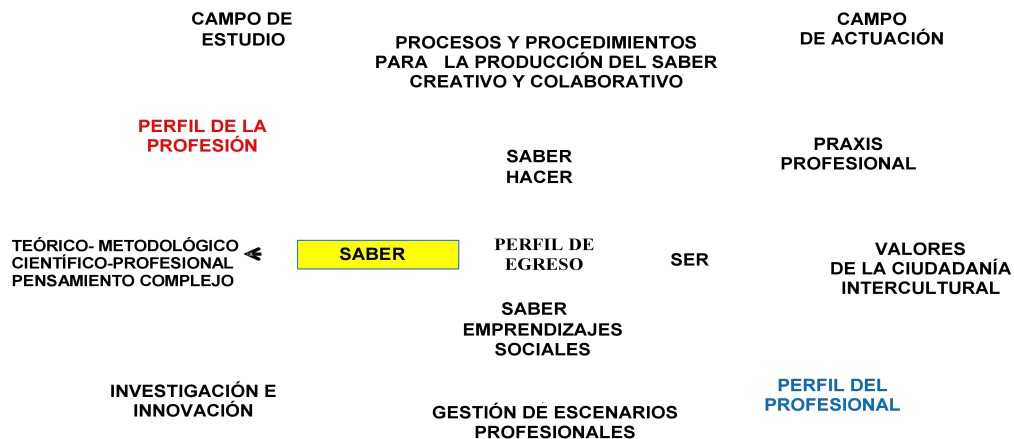 CAMPO DE
ESTUDIO
PROCESOS Y PROCEDIMIENTOS
PARA LA PRODUCCIÓN DEL SABER
CREATIVO Y COLABORATIVO
CAMPO
DE ACTUACIÓN
PERFIL DE LA
PROFESIÓN
SABER
HACER
PRAXIS
PROFESIONAL
TEÓRICO- METODOLÓGICO
CIENTÍFICO-PROFESIONAL
PENSAMIENTO COMPLEJO
SABER
PERFIL DE
EGRESO
SER
VALORES
DE LA CIUDADANÍA
INTERCULTURAL
SABER
EMPRENDIZAJES
SOCIALES
INVESTIGACIÓN E
INNOVACIÓN
GESTIÓN DE ESCENARIOS
PROFESIONALES
PERFIL DEL
PROFESIONAL